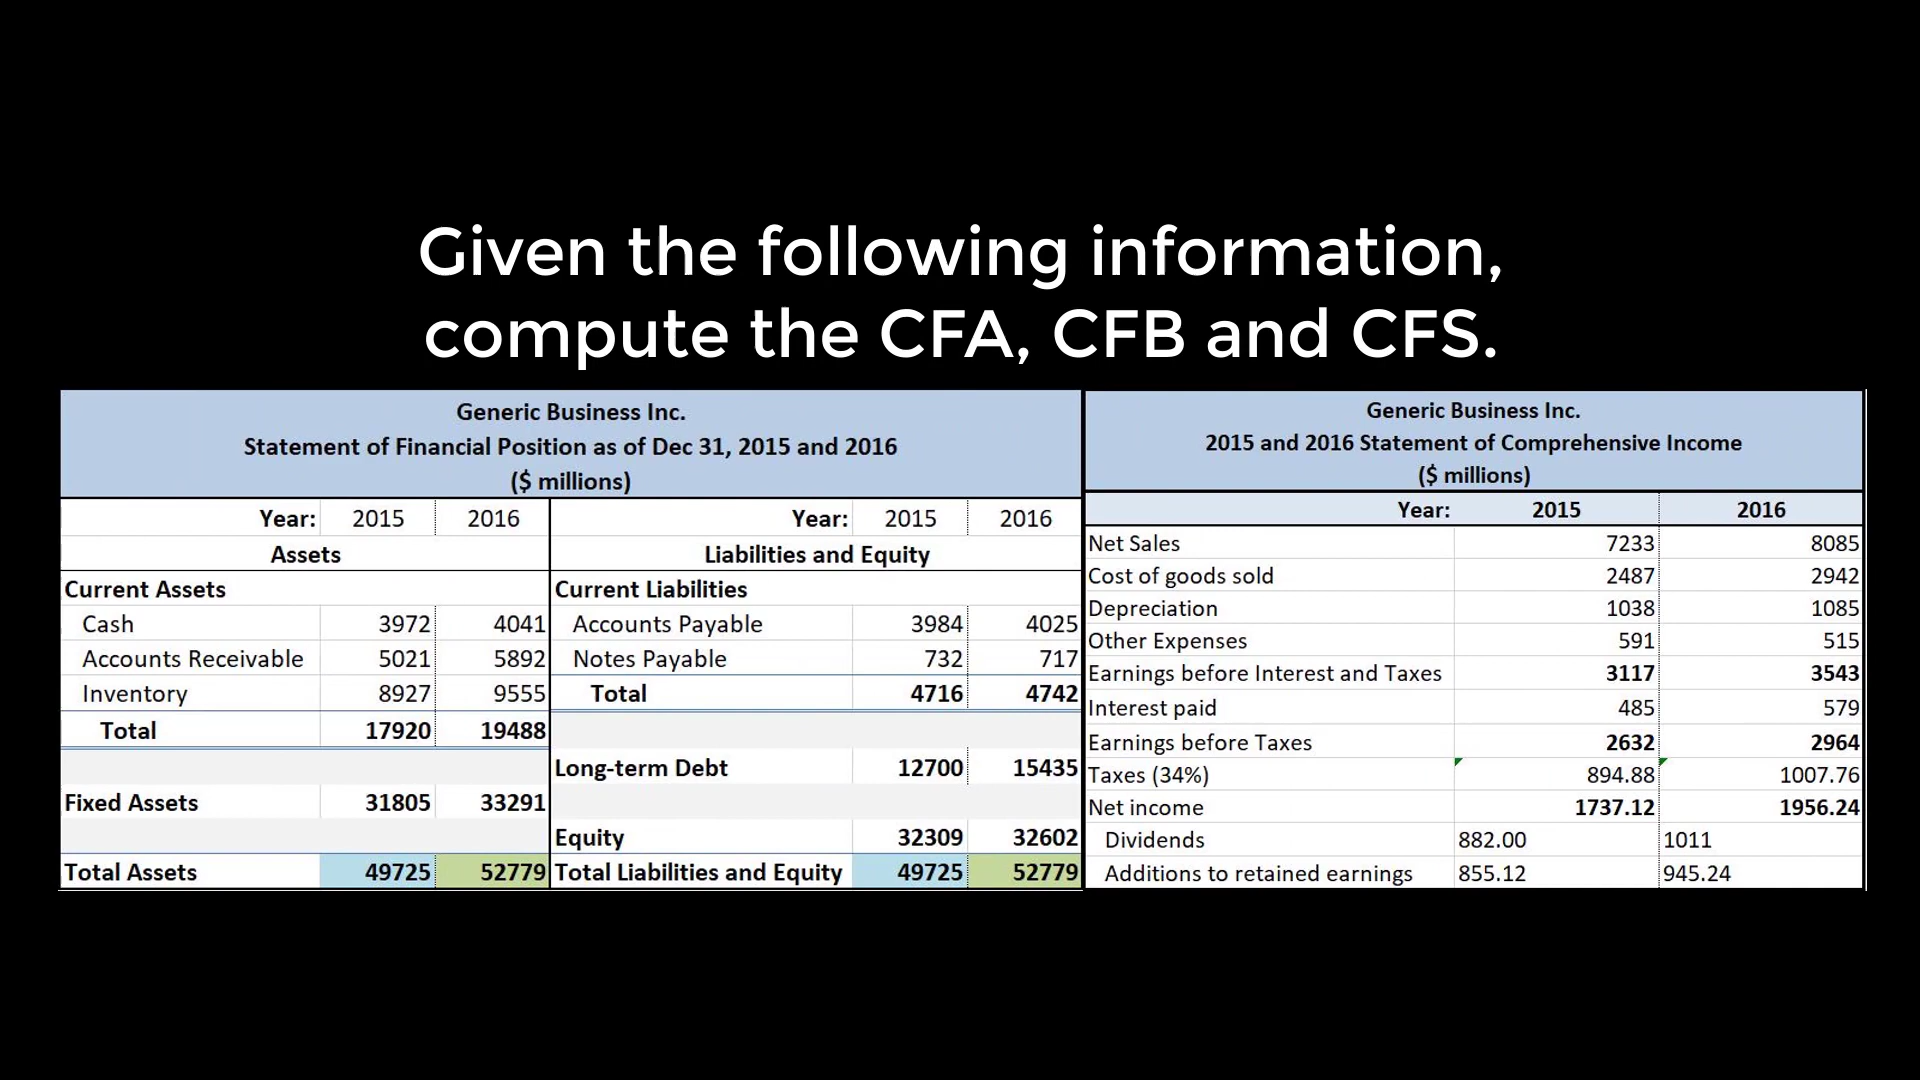 Given the following information,
compute the CFA, CFB and CFS.
Generic Business Inc.
Statement of Financial Position as of Dec 31, 2015 and 2016
($ millions)
Year: 2015 2016 Year: 2015 2016
Assets Liabilities and Equity
Current Assets Current Liabilities
Cash 3972 4041 Accounts Payable 3984 4025
Accounts Receivable 5021 5892 Notes Payable 732 717
Inventory 8927 9555 Total 4716 4742
Total 17920 19488
Long-term Debt 12700 15435
Fixed Assets 31805 33291
Equity 32309 32602
Total Assets 49725 52779 Total Liabilities and Equity 49725 52779
Generic Business Inc.
2015 and 2016 Statement of Comprehensive Income
($ millions)
Year: 2015 2016
Net Sales 7233 8085
Cost of goods sold 2487 2942
Depreciation 1038 1085
Other Expenses 591 515
Earnings before Interest and Taxes 3117 3543
Interest paid 485 579
Earnings before Taxes 2632 2964
Taxes (34%) 894.88 1007.76
Net income 1737.12 1956.24
Dividends 882.00 1011
Additions to retained earnings 855.12 945.24